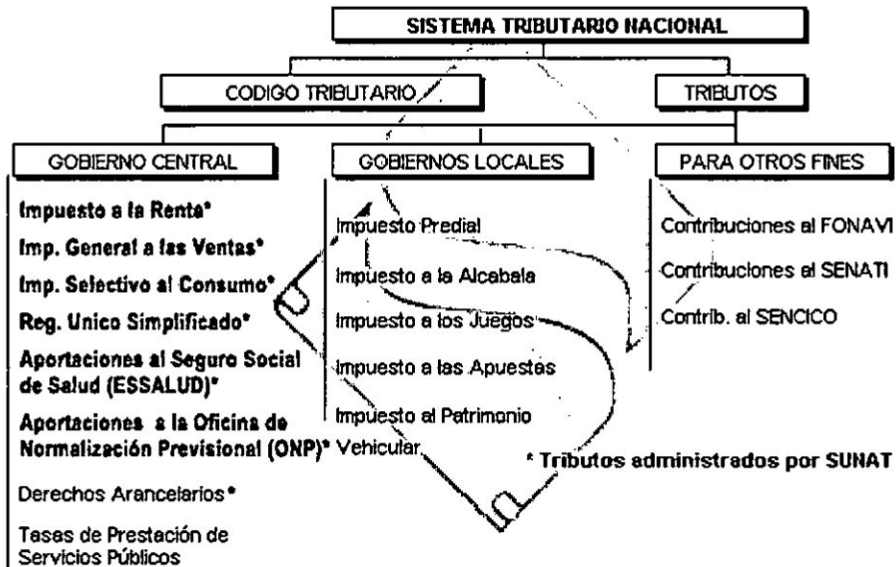 SISTEMA TRIBUTARIO NACIONAL
CODIGO TRIBUTARIO
TRIBUTOS
GOBIERNO CENTRAL
Impuesto a la Renta*
Imp. General a las Ventas*
Imp. Selectivo al Consumo*
Reg. Unico Simplificado*
Aportaciones al Seguro Social
de Salud (ESSALUD)*
Aportaciones a la Oficina de
Normalización Previsional (ONP)*
Derechos Arancelarios*
Tasas de Prestación de
Servicios Públicos
GOBIERNOS LOCALES
Impuesto Predial
Impuesto a la Alcabala
Impuesto a los Juegos
Impuesto a las Apuestas
Impuesto al Patrimonio
Vehicular
PARA OTROS FINES
Contribuciones al FONAVI
Contribuciones al SENATI
Contrib. al SENCICO
* Tributos administrados por SUNAT